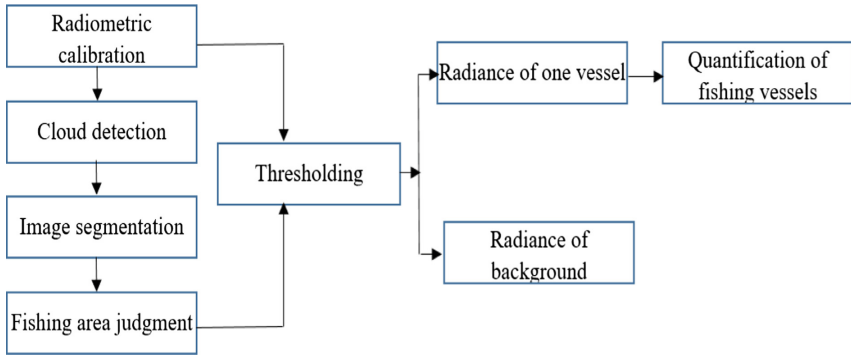 Radiometric
calibration
Cloud detection
Image segmentation
Fishing area judgment
Thresholding
Radiance of one vessel
Quantification of
fishing vessels
Radiance of
background